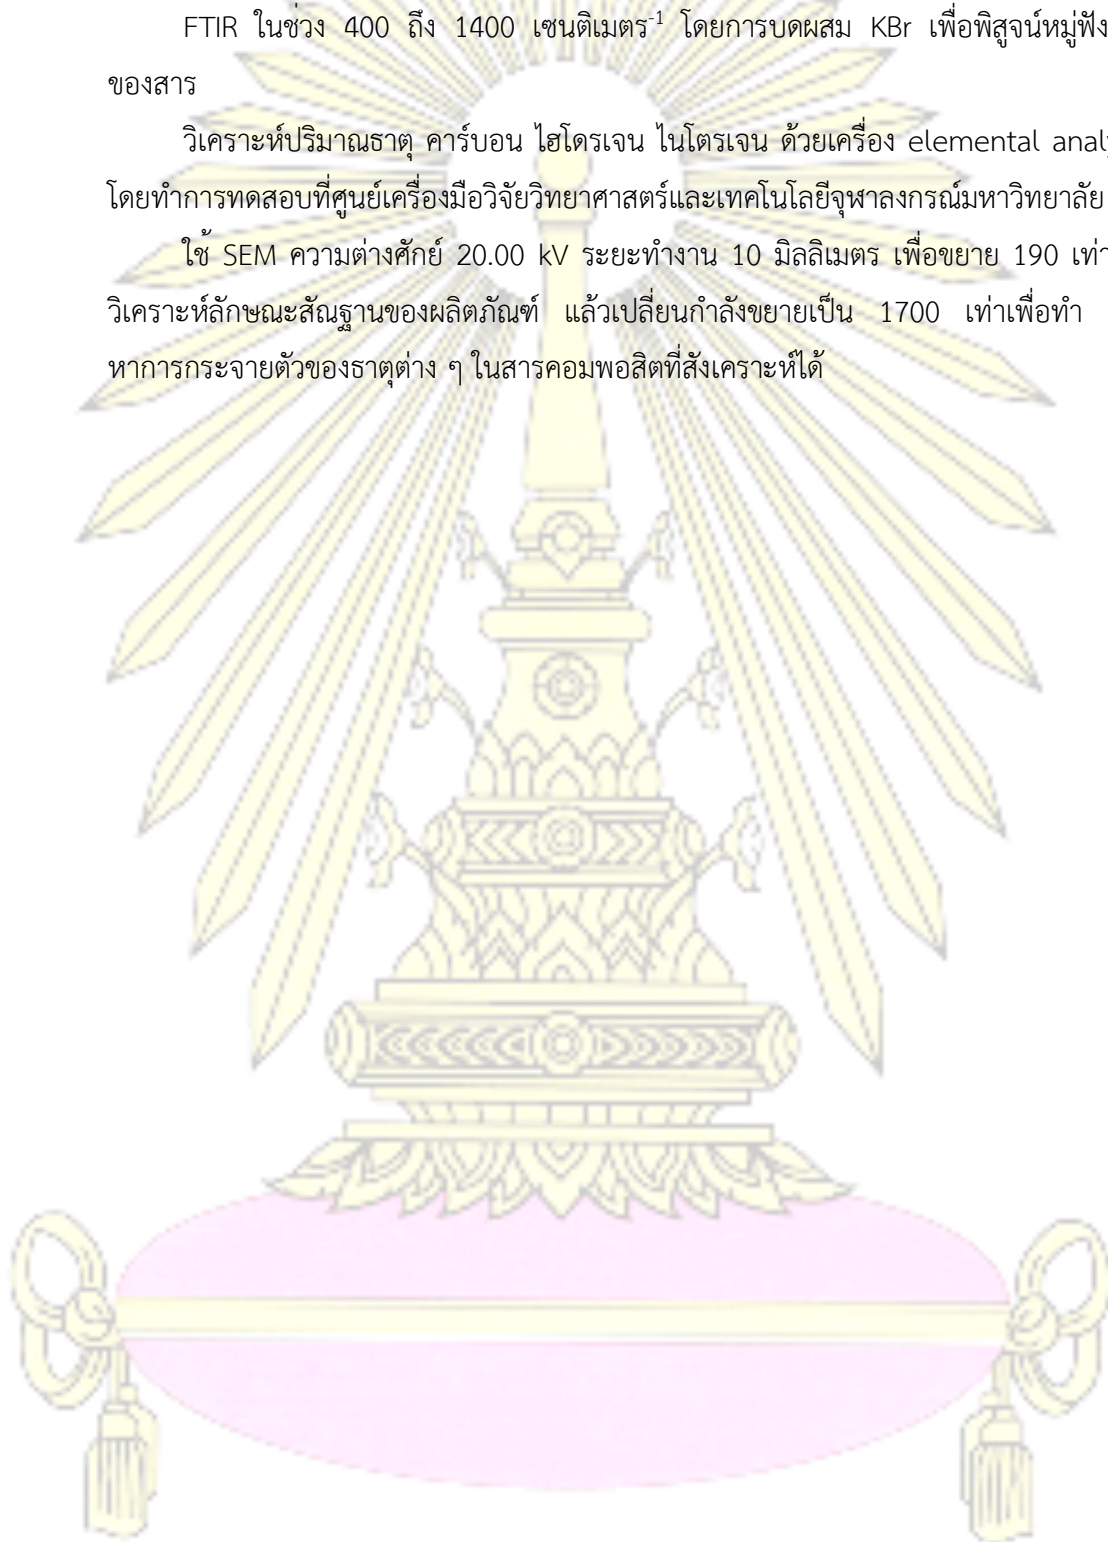 FTIR ในช่วง 400 ถึง 1400 เซนติเมตร⁻¹ โดยการบดผสม KBr เพื่อพิสูจน์หมู่ฟัง
ของสาร
วิเคราะห์ปริมาณธาตุ คาร์บอน ไฮโดรเจน ไนโตรเจน ด้วยเครื่อง elemental analy
โดยทำการทดสอบที่ศูนย์เครื่องมือวิจัยวิทยาศาสตร์และเทคโนโลยีจุฬาลงกรณ์มหาวิทยาลัย
ใช้ SEM ความต่างศักย์ 20.00 kV ระยะทำงาน 10 มิลลิเมตร เพื่อขยาย 190 เท่า
วิเคราะห์ลักษณะสัณฐานของผลิตภัณฑ์ แล้วเปลี่ยนกำลังขยายเป็น 1700 เท่าเพื่อทำ
หาการกระจายตัวของธาตุต่าง ๆ ในสารคอมพอสิตที่สังเคราะห์ได้